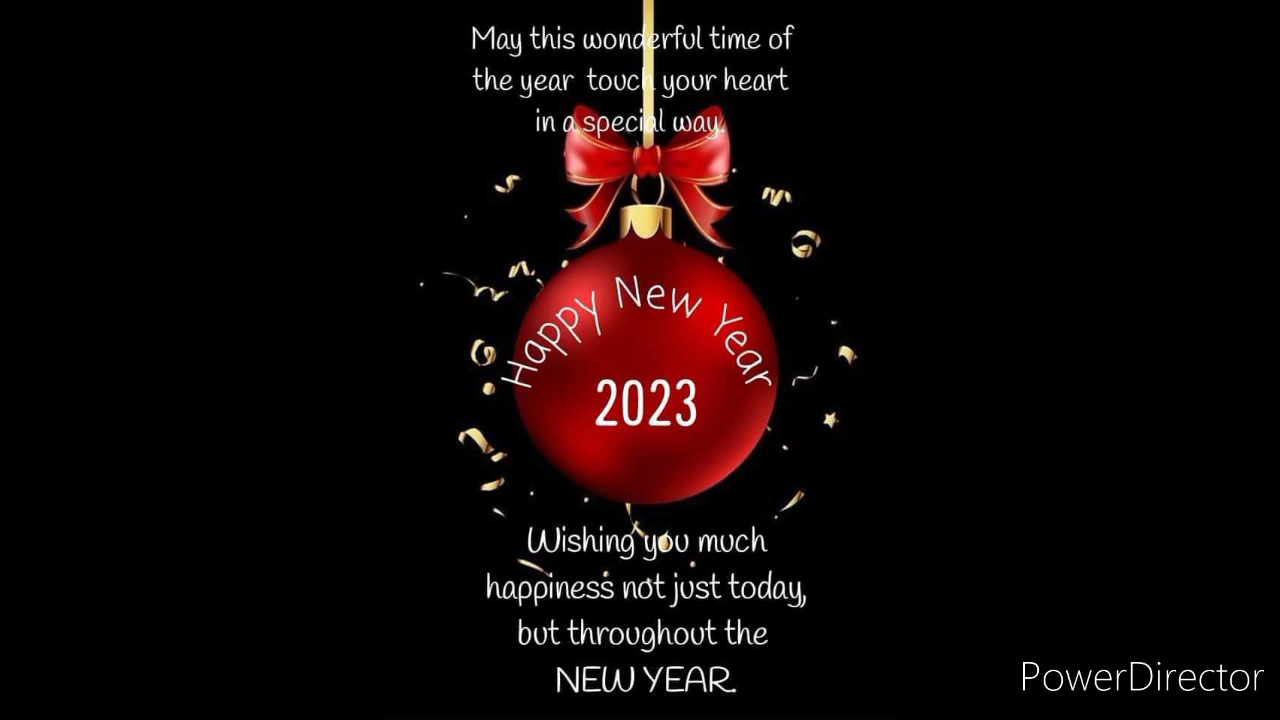 May this wonderful time of
the year touch your heart
in a special way.
Happy New Year
2023
Wishing you much
happiness not just today,
but throughout the
NEW YEAR.
PowerDirector